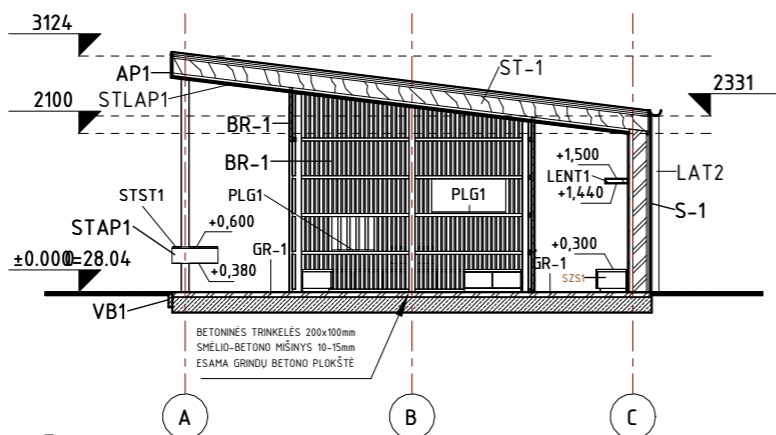 3124
AP1
ST-1
2331
STLAP1
2100
BR-1
+1,500
BR-1
LENT1
LAT2
STST1
PLG1
PLG1
+1,440
STAP1
+0,600
S-1
±0.000=28.04
+0,380
GR-1
+0,300
GR-1
SZS1
VB1
BETONINĖS TRINKELĖS 200x100mm
SMĖLIO-BETONO MIŠINYS 10-15mm
ESAMA GRINDŲ BETONO PLOKŠTĖ
A
B
C